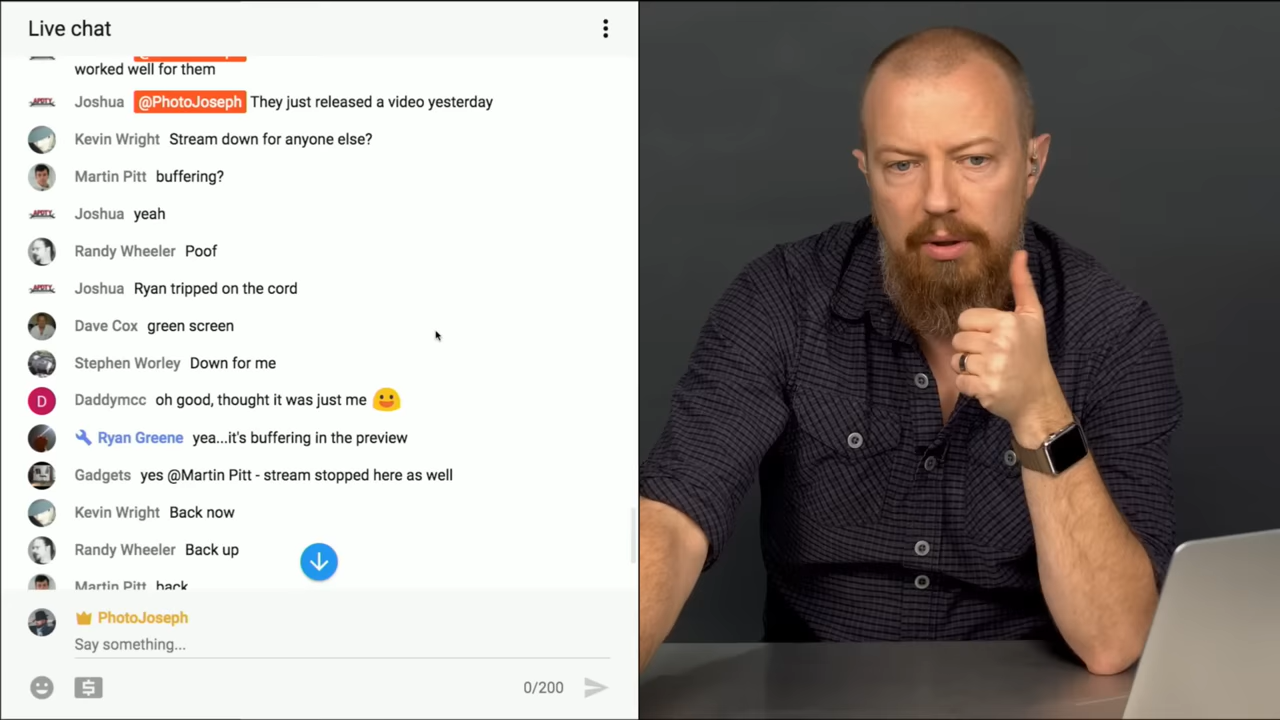 Live chat
worked well for them
Joshua @PhotoJoseph They just released a video yesterday
Kevin Wright Stream down for anyone else?
Martin Pitt buffering?
Joshua yeah
Randy Wheeler Poof
Joshua Ryan tripped on the cord
Dave Cox green screen
Stephen Worley Down for me
D Daddymcc oh good, thought it was just me
Ryan Greene yea...it's buffering in the preview
Gadgets yes @Martin Pitt - stream stopped here as well
Kevin Wright Back now
Randy Wheeler Back up
Martin Pitt back
PhotoJoseph
Say something...
$ 0/200